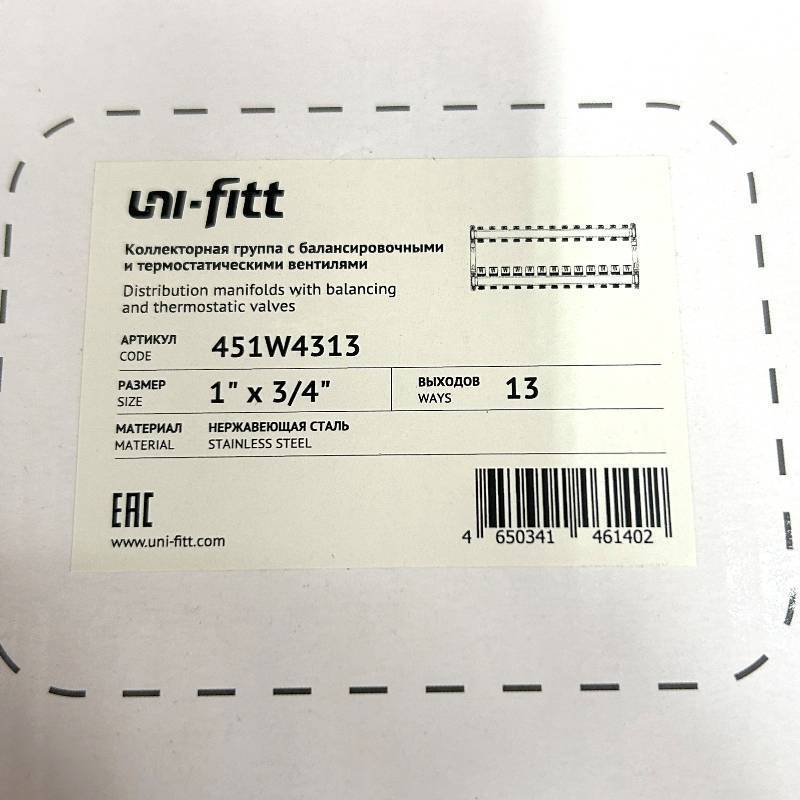 uni-fitt
Коллекторная группа с балансировочными
и термостатическими вентилями
Distribution manifolds with balancing
and thermostatic valves
АРТИКУЛ
CODE
451W4313
РАЗМЕР
SIZE
1" x 3/4"
ВЫХОДОВ
WAYS
13
МАТЕРИАЛ
MATERIAL
НЕРЖАВЕЮЩАЯ СТАЛЬ
STAINLESS STEEL
EAC
www.uni-fitt.com
4 650341 461402